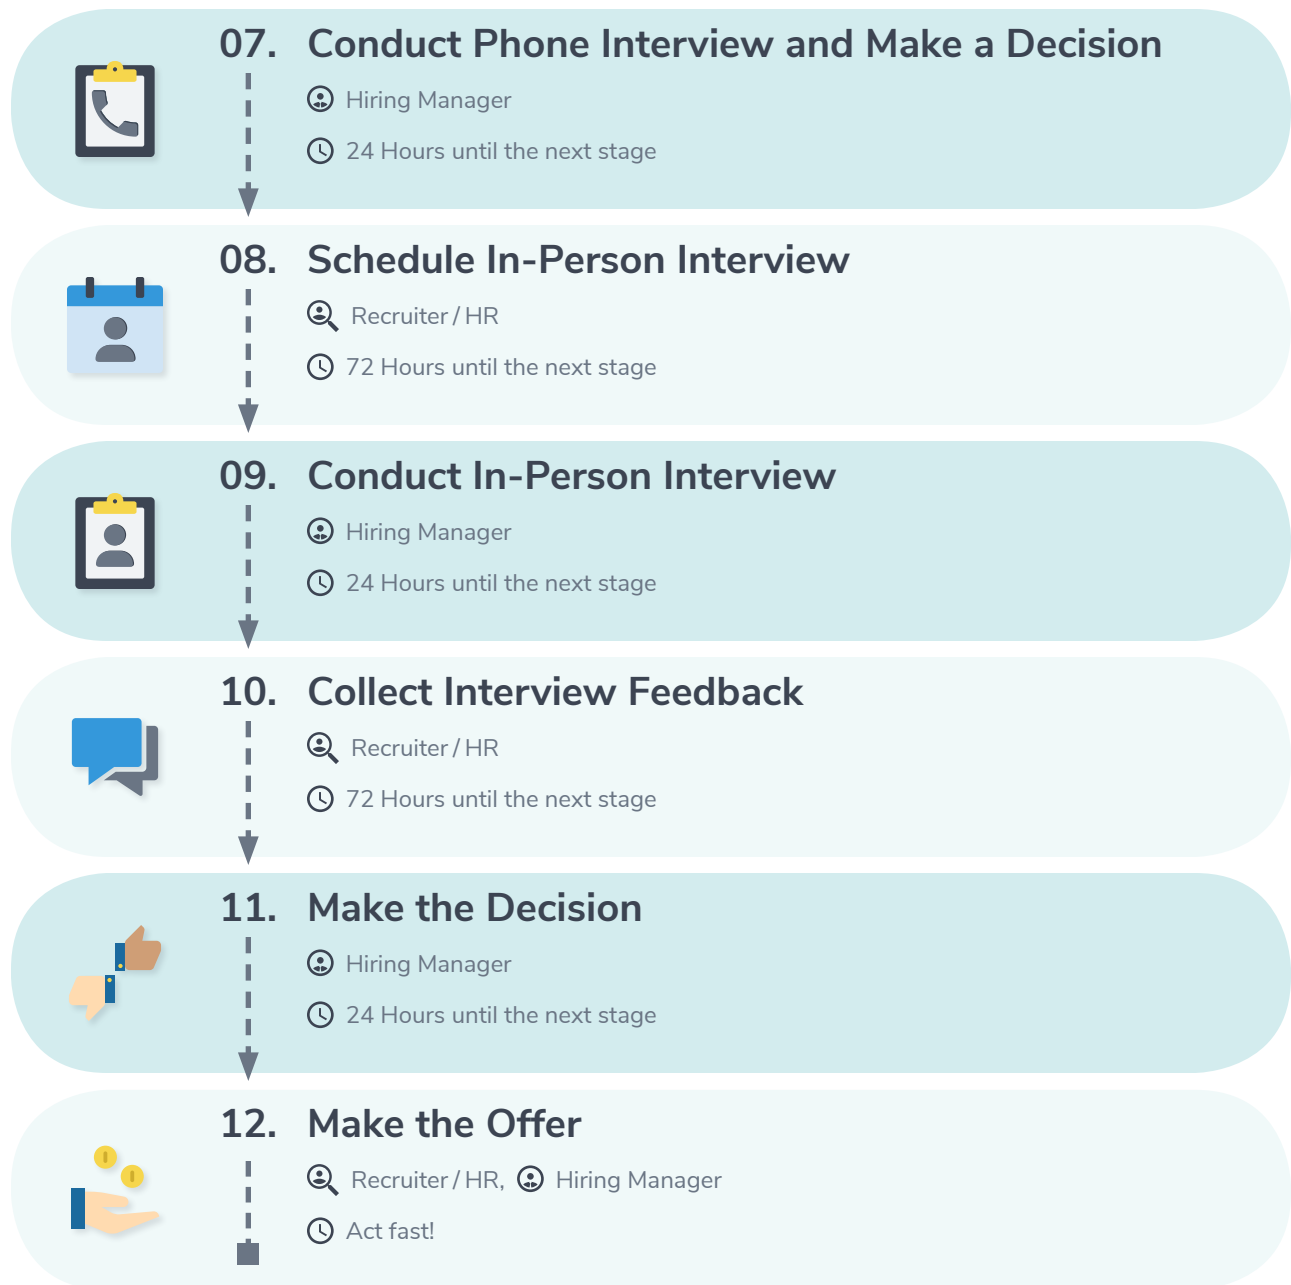 07. Conduct Phone Interview and Make a Decision
Hiring Manager
24 Hours until the next stage
08. Schedule In-Person Interview
Recruiter / HR
72 Hours until the next stage
09. Conduct In-Person Interview
Hiring Manager
24 Hours until the next stage
10. Collect Interview Feedback
Recruiter / HR
72 Hours until the next stage
11. Make the Decision
Hiring Manager
24 Hours until the next stage
12. Make the Offer
Recruiter / HR, Hiring Manager
Act fast!